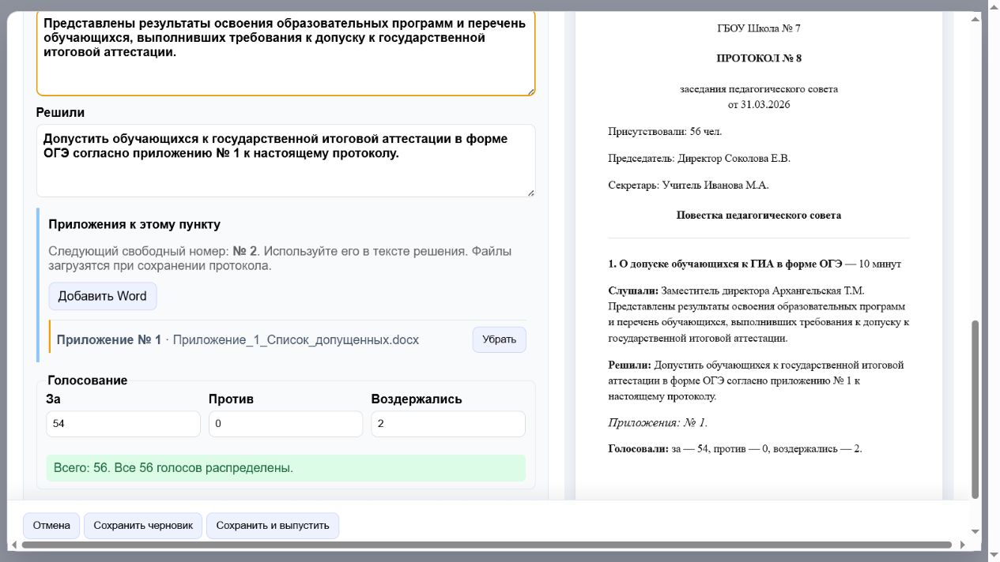 Представлены результаты освоения образовательных программ и перечень
обучающихся, выполнивших требования к допуску к государственной
итоговой аттестации.
Решили
Допустить обучающихся к государственной итоговой аттестации в форме
ОГЭ согласно приложению № 1 к настоящему протоколу.
Приложения к этому пункту
Следующий свободный номер: № 2. Используйте его в тексте решения. Файлы
загрузятся при сохранении протокола.
Добавить Word
Приложение № 1 · Приложение_1_Список_допущенных.docx
Убрать
Голосование
За
Против
Воздержались
54
0
2
Всего: 56. Все 56 голосов распределены.
Отмена
Сохранить черновик
Сохранить и выпустить
ГБОУ Школа № 7
ПРОТОКОЛ № 8
заседания педагогического совета
от 31.03.2026
Присутствовали: 56 чел.
Председатель: Директор Соколова Е.В.
Секретарь: Учитель Иванова М.А.
Повестка педагогического совета
1. О допуске обучающихся к ГИА в форме ОГЭ — 10 минут
Слушали: Заместитель директора Архангельская Т.М.
Представлены результаты освоения образовательных программ
и перечень обучающихся, выполнивших требования к допуску к
государственной итоговой аттестации.
Решили: Допустить обучающихся к государственной итоговой
аттестации в форме ОГЭ согласно приложению № 1 к
настоящему протоколу.
Приложения: № 1.
Голосовали: за — 54, против — 0, воздержались — 2.